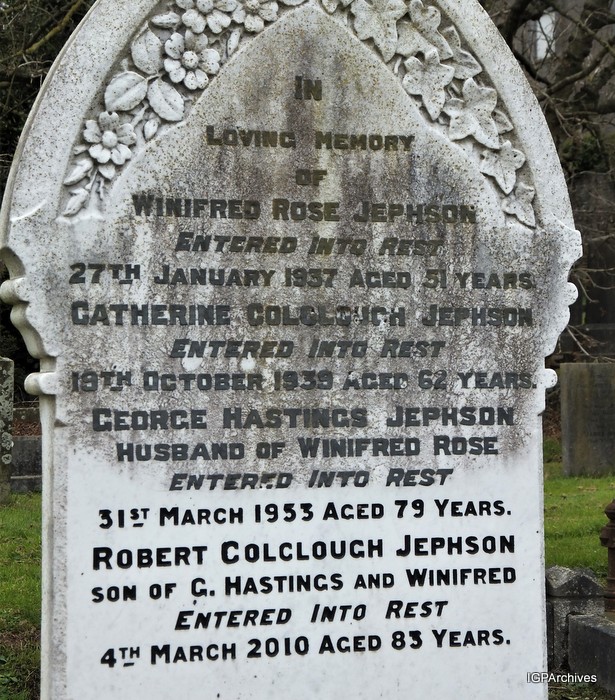 IN
LOVING MEMORY
OF
WINIFRED ROSE JEPHSON
ENTERED INTO REST
27TH JANUARY 1937 AGED 51 YEARS.
CATHERINE COLCLOUGH JEPHSON
ENTERED INTO REST
19TH OCTOBER 1939 AGED 62 YEARS.
GEORGE HASTINGS JEPHSON
HUSBAND OF WINIFRED ROSE
ENTERED INTO REST
31ST MARCH 1953 AGED 79 YEARS.
ROBERT COLCLOUGH JEPHSON
SON OF G. HASTINGS AND WINIFRED
ENTERED INTO REST
4TH MARCH 2010 AGED 83 YEARS.
IGPArchives